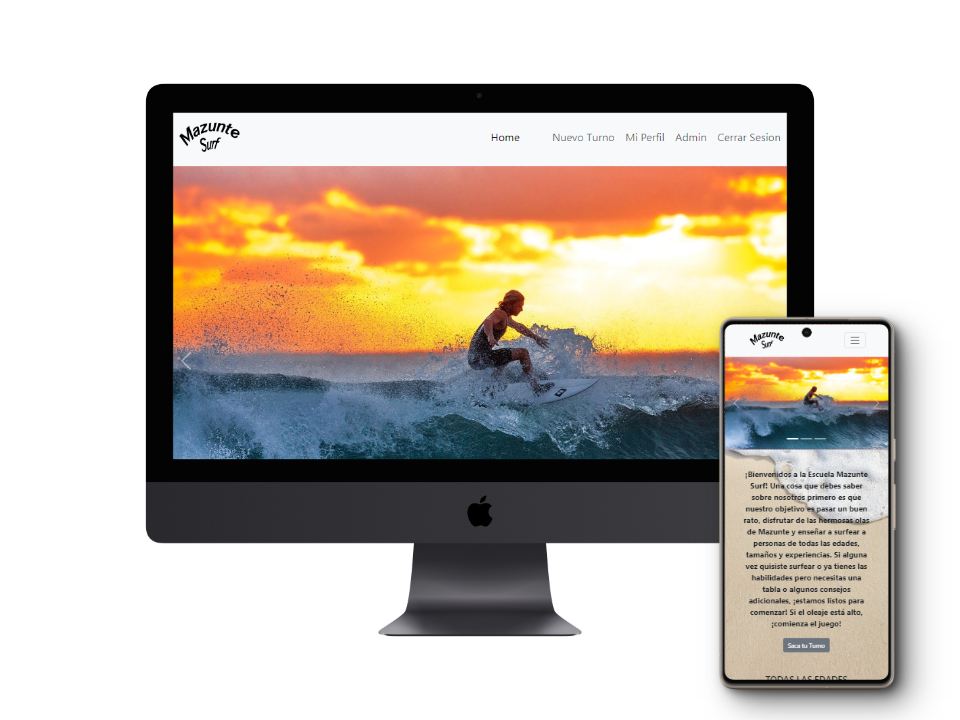 Mazunte
Surf
Home Nuevo Turno Mi Perfil Admin Cerrar Sesion
Mazunte
Surf
¡Bienvenidos a la Escuela Mazunte
Surf! Una cosa que debes saber
sobre nosotros primero es que
nuestro objetivo es pasar un buen
rato, disfrutar de las hermosas olas
de Mazunte y enseñar a surfear a
personas de todas las edades,
tamaños y experiencias. Si alguna
vez quisiste surfear o ya tienes las
habilidades pero necesitas una
tabla o algunos consejos
adicionales, ¡estamos listos para
comenzar! Si el oleaje está alto,
¡comienza el juego!
Saca tu Turno
TODAS LAS EDADES